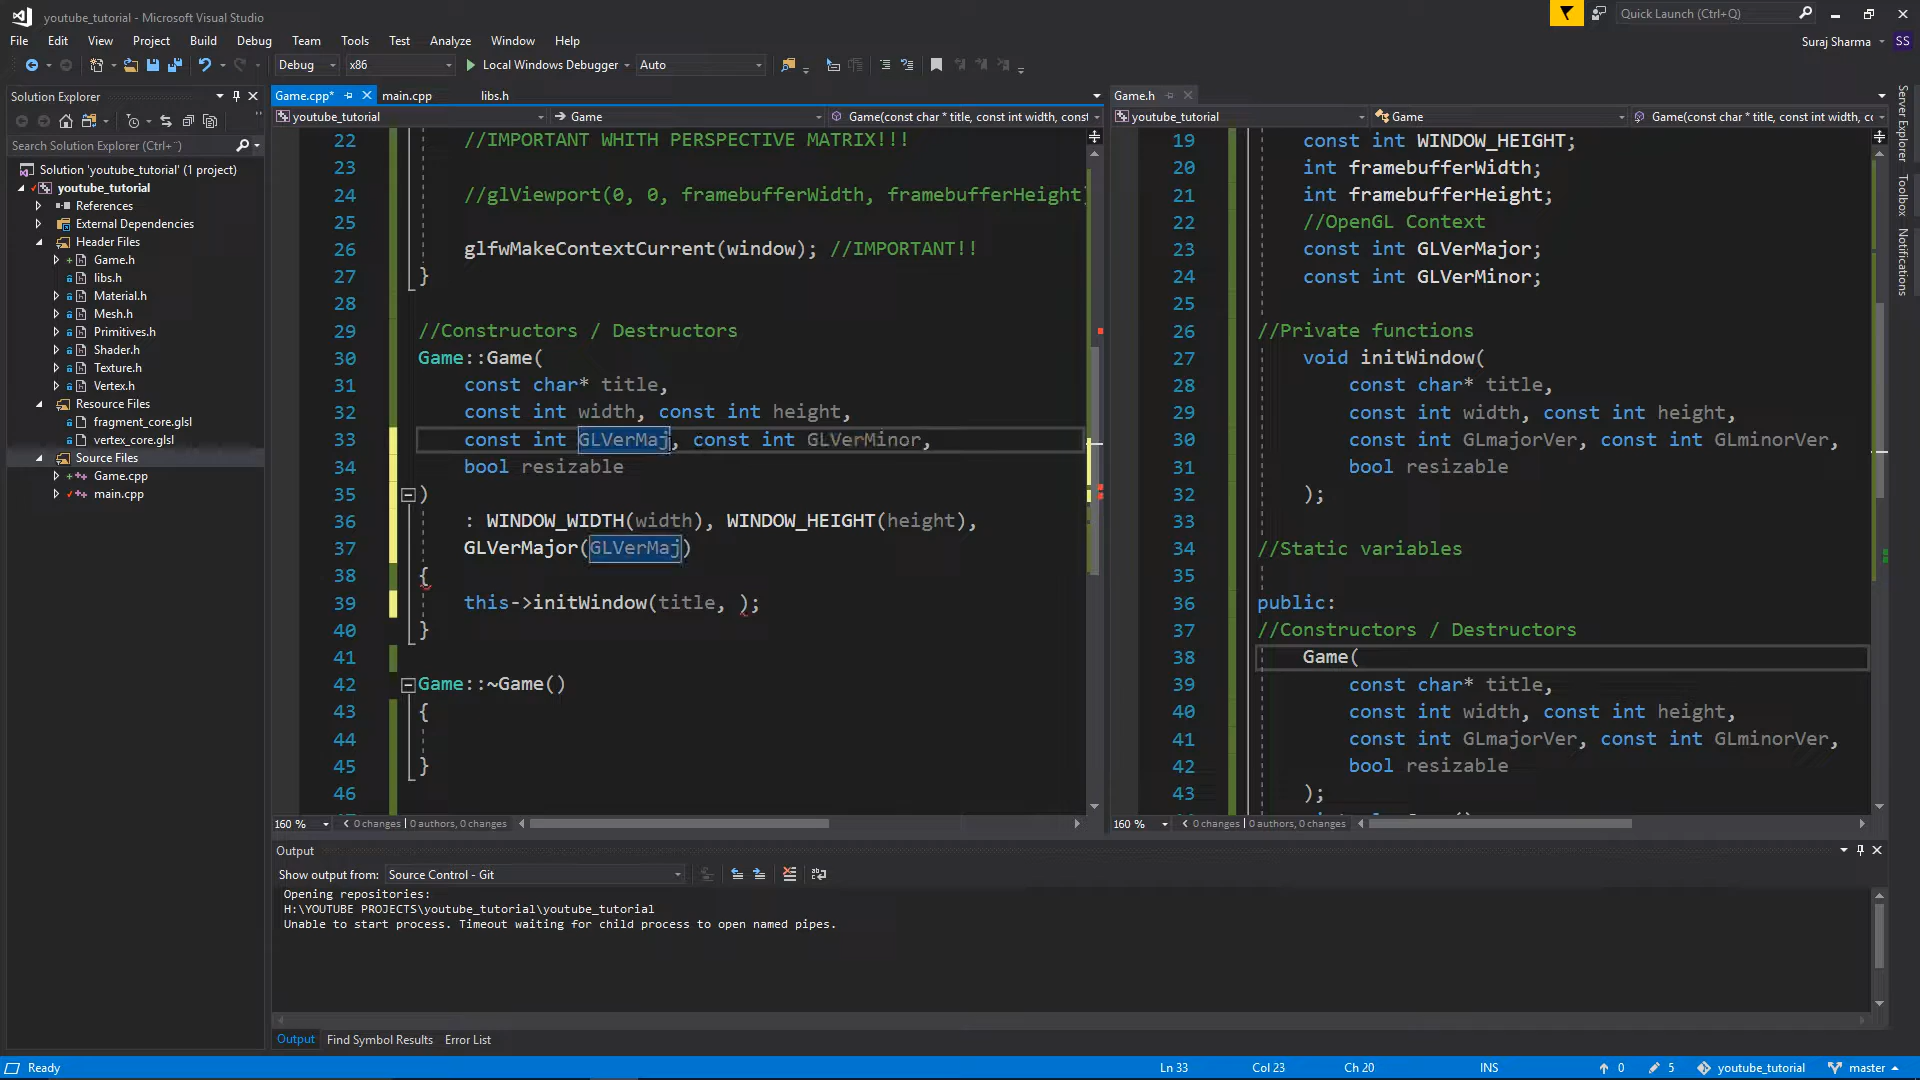 youtube_tutorial - Microsoft Visual Studio
Quick Launch (Ctrl+Q)
File Edit View Project Build Debug Team Tools Test Analyze Window Help
Suraj Sharma SS
Debug x86 Local Windows Debugger Auto
Solution Explorer
Search Solution Explorer (Ctrl+¨)
Solution 'youtube_tutorial' (1 project)
youtube_tutorial
References
External Dependencies
Header Files
Game.h
libs.h
Material.h
Mesh.h
Primitives.h
Shader.h
Texture.h
Vertex.h
Resource Files
fragment_core.glsl
vertex_core.glsl
Source Files
Game.cpp
main.cpp
Game.cpp* main.cpp libs.h
youtube_tutorial Game Game(const char * title, const int width, const
22 //IMPORTANT WHITH PERSPECTIVE MATRIX!!!
23
24 //glViewport(0, 0, framebufferWidth, framebufferHeight)
25
26 glfwMakeContextCurrent(window); //IMPORTANT!!
27 }
28
29 //Constructors / Destructors
30 Game::Game(
31 const char* title,
32 const int width, const int height,
33 const int GLVerMaj, const int GLVerMinor,
34 bool resizable
35 )
36 : WINDOW_WIDTH(width), WINDOW_HEIGHT(height),
37 GLVerMajor(GLVerMaj)
38 {
39 this->initWindow(title, );
40 }
41
42 Game::~Game()
43 {
44
45 }
46
160 % 0 changes | 0 authors, 0 changes
Game.h
youtube_tutorial Game Game(const char * title, const int width, cc
19 const int WINDOW_HEIGHT;
20 int framebufferWidth;
21 int framebufferHeight;
22 //OpenGL Context
23 const int GLVerMajor;
24 const int GLVerMinor;
25
26 //Private functions
27 void initWindow(
28 const char* title,
29 const int width, const int height,
30 const int GLmajorVer, const int GLminorVer,
31 bool resizable
32 );
33
34 //Static variables
35
36 public:
37 //Constructors / Destructors
38 Game(
39 const char* title,
40 const int width, const int height,
41 const int GLmajorVer, const int GLminorVer,
42 bool resizable
43 );
160 % 0 changes | 0 authors, 0 changes
Server Explorer
Toolbox
Notifications
Output
Show output from: Source Control - Git
Opening repositories:
H:\YOUTUBE PROJECTS\youtube_tutorial\youtube_tutorial
Unable to start process. Timeout waiting for child process to open named pipes.
Output Find Symbol Results Error List
Ready Ln 33 Col 23 Ch 20 INS 0 5 youtube_tutorial master